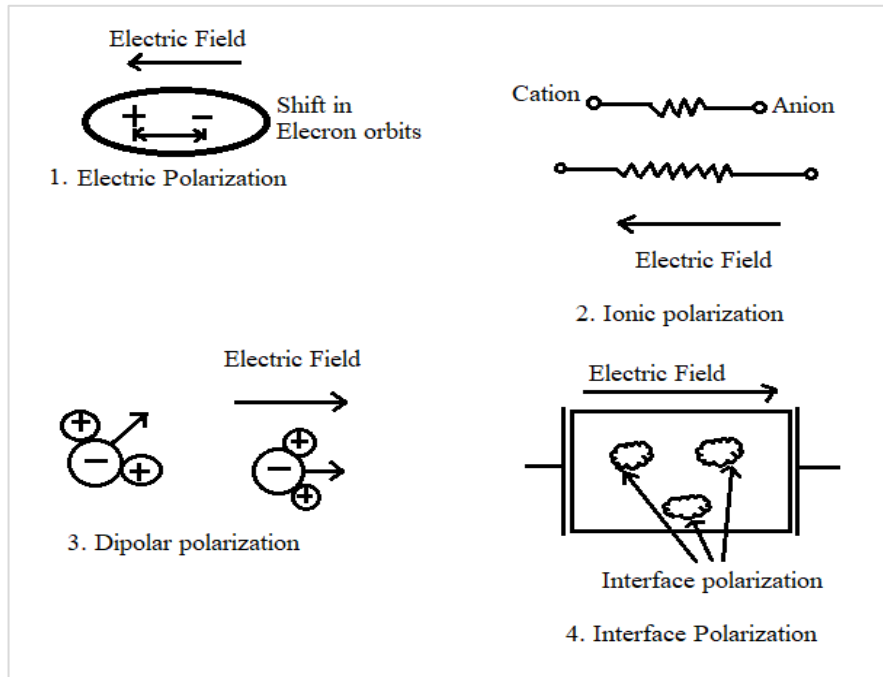 Electric Field
+ −
Shift in
Elecron orbits
1. Electric Polarization
Cation
Anion
Electric Field
2. Ionic polarization
Electric Field
+
−
+
+
−
+
3. Dipolar polarization
Electric Field
Interface polarization
4. Interface Polarization